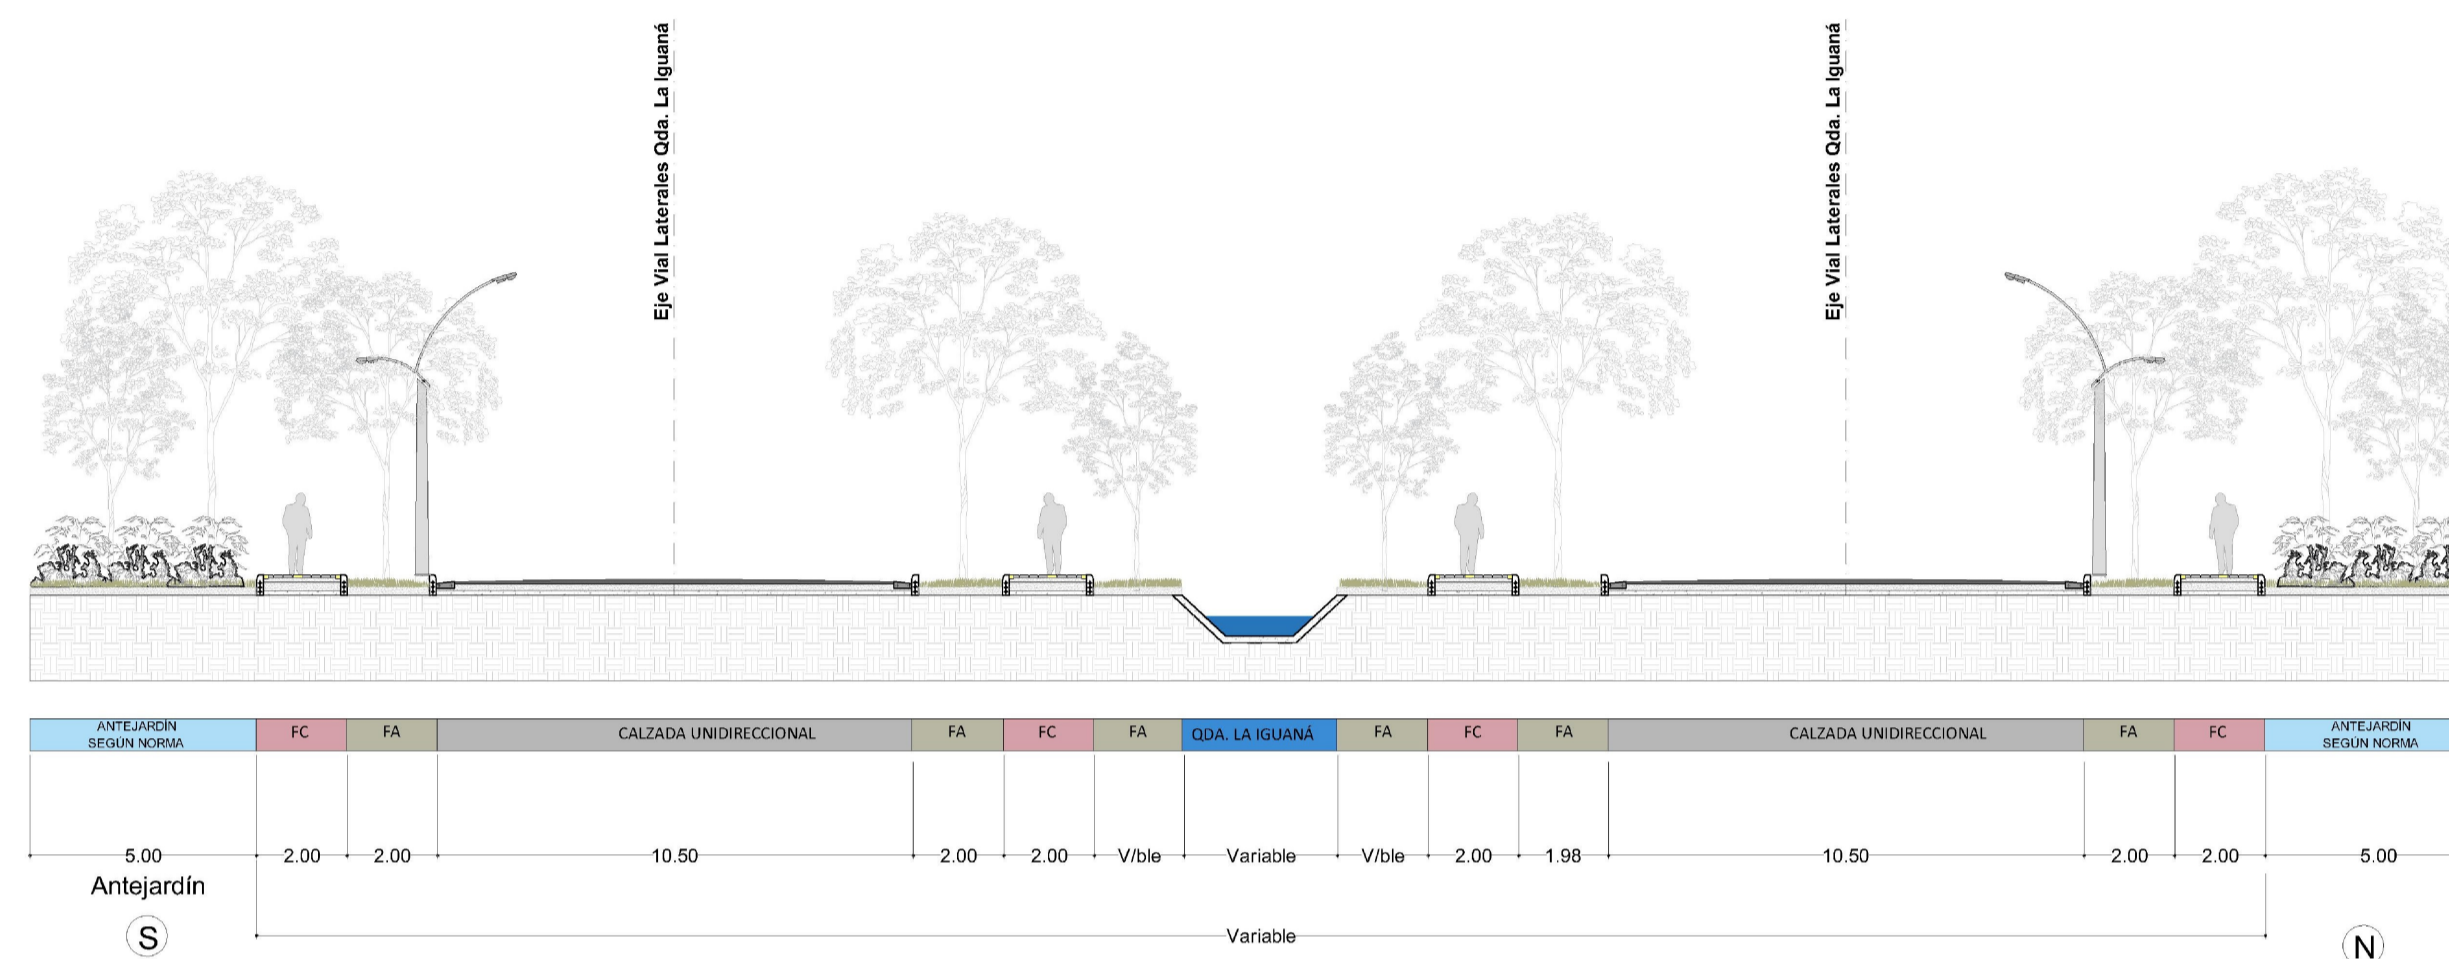 Eje Vial Laterales Qda. La Iguaná
Eje Vial Laterales Qda. La Iguaná
ANTEJARDÍN
SEGÚN NORMA
FC
FA
CALZADA UNIDIRECCIONAL
FA
FC
FA
QDA. LA IGUANÁ
FA
FC
FA
CALZADA UNIDIRECCIONAL
FA
FC
ANTEJARDÍN
SEGÚN NORMA
5.00
2.00
2.00
10.50
2.00
2.00
V/ble
Variable
V/ble
2.00
1.98
10.50
2.00
2.00
5.00
Antejardín
S
Variable
N